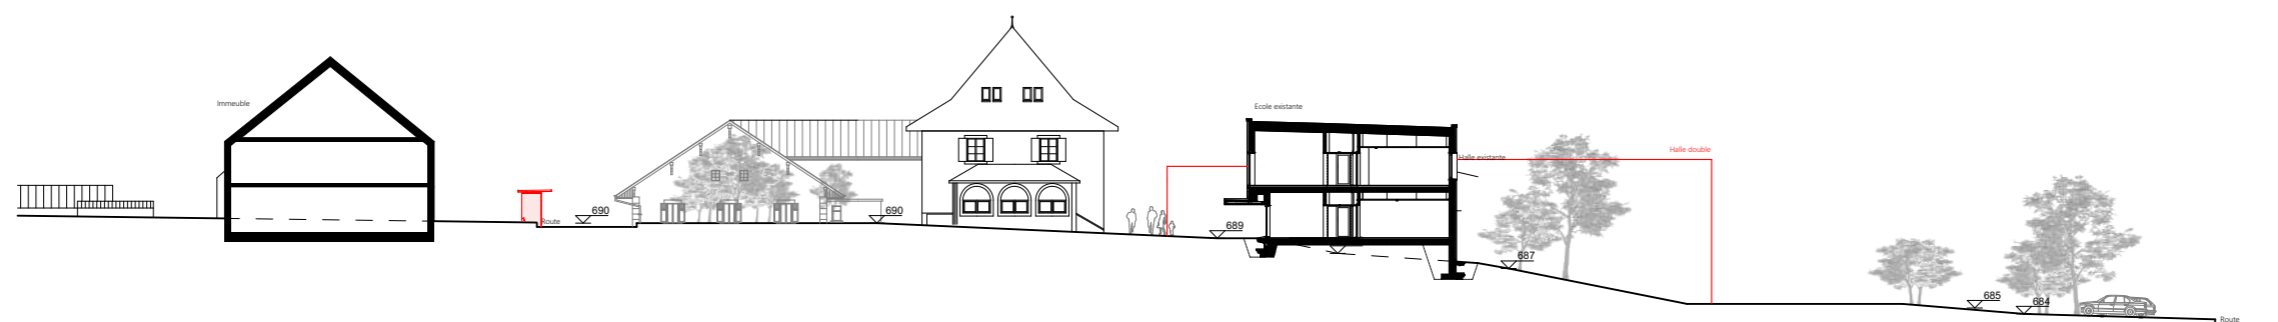 Immeuble
Route
690
690
689
Ecole existante
Halle existante
Halle double
687
685
684
Route